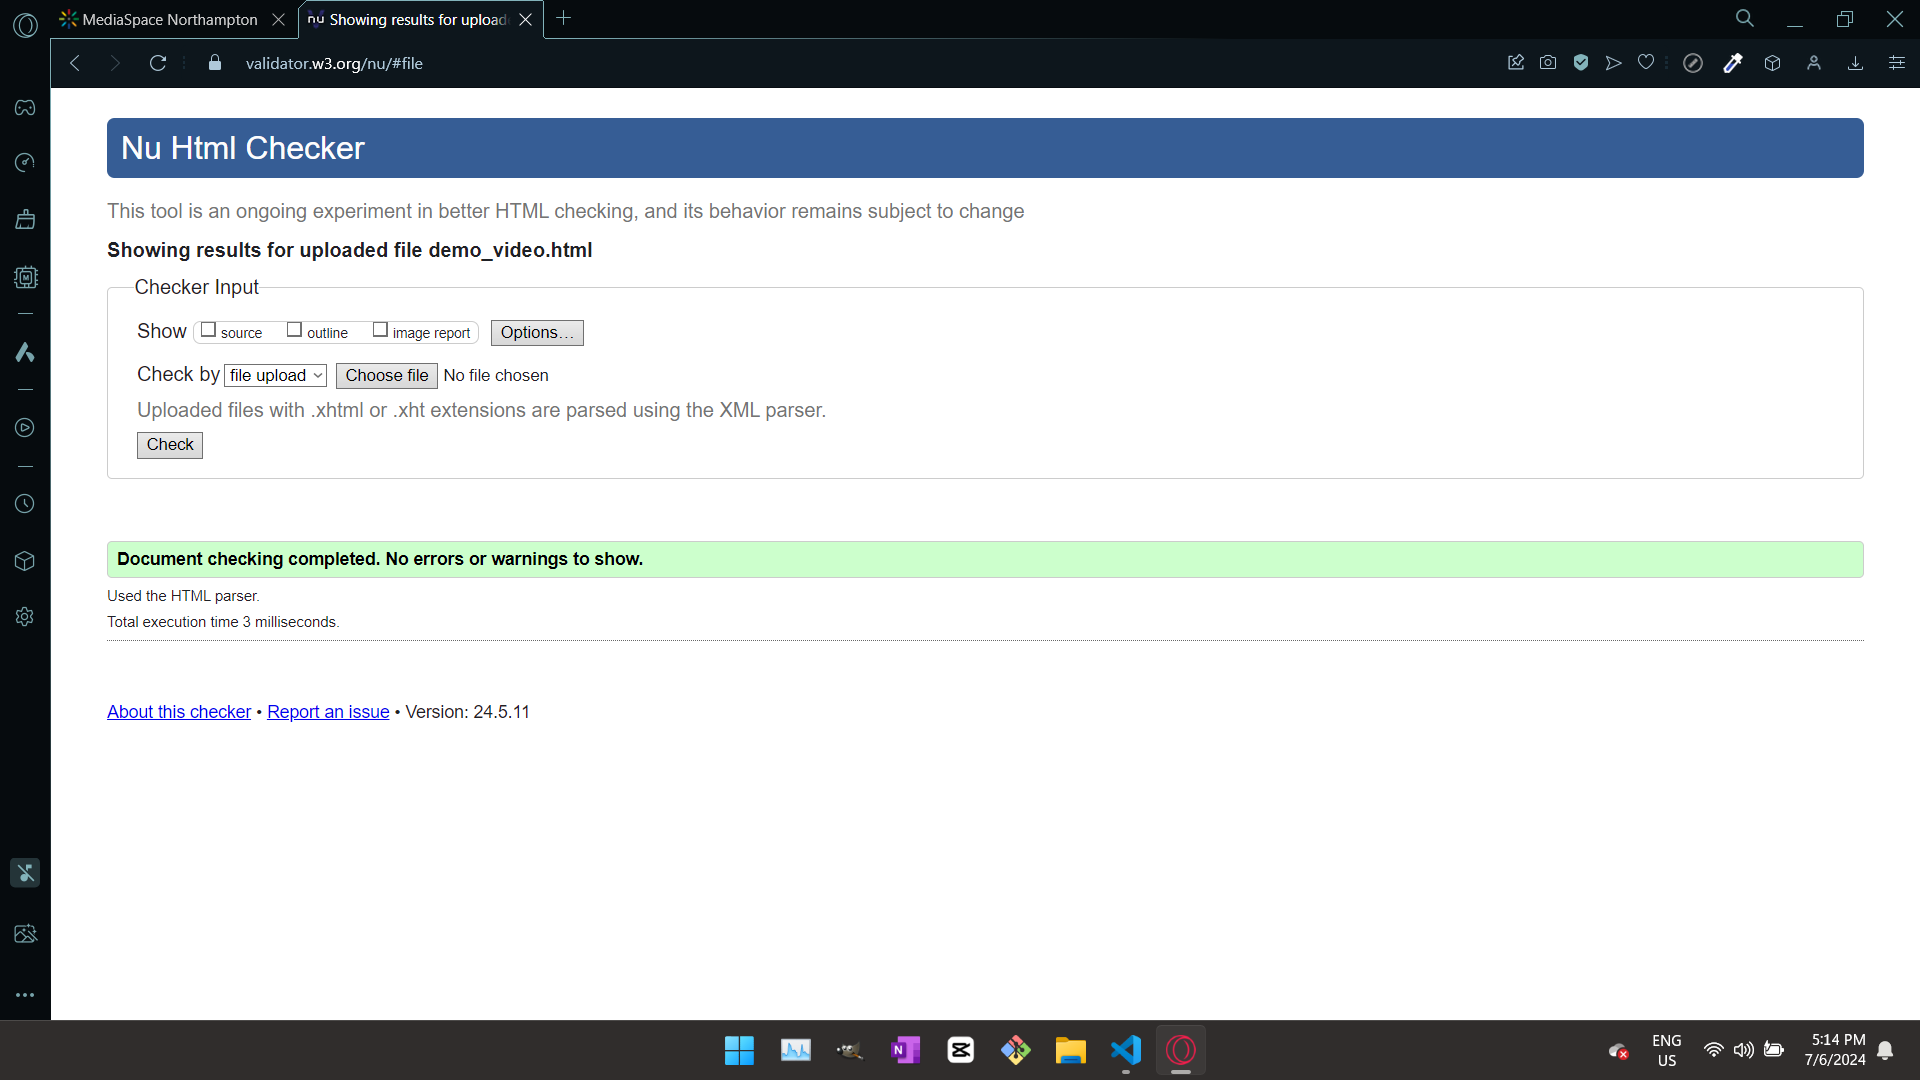 MediaSpace Northampton
nu Showing results for upload
validator.w3.org/nu/#file
Nu Html Checker
This tool is an ongoing experiment in better HTML checking, and its behavior remains subject to change
Showing results for uploaded file demo_video.html
Checker Input
Show source outline image report Options…
Check by file upload Choose file No file chosen
Uploaded files with .xhtml or .xht extensions are parsed using the XML parser.
Check
Document checking completed. No errors or warnings to show.
Used the HTML parser.
Total execution time 3 milliseconds.
About this checker • Report an issue • Version: 24.5.11
ENG
US
5:14 PM
7/6/2024